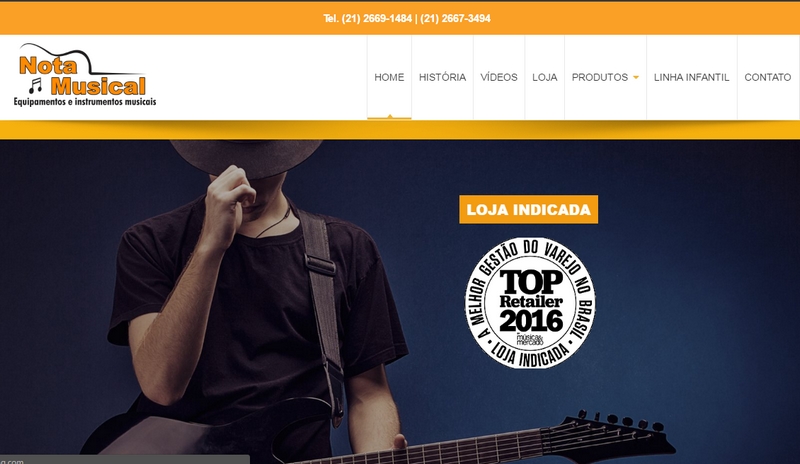 Tel. (21) 2669-1484 | (21) 2667-3494
Nota
Musical
Equipamentos e instrumentos musicais
HOME HISTÓRIA VÍDEOS LOJA PRODUTOS LINHA INFANTIL CONTATO
LOJA INDICADA
A MELHOR GESTÃO DO VAREJO NO BRASIL
TOP
Retailer
2016
música&
mercado
• LOJA INDICADA •